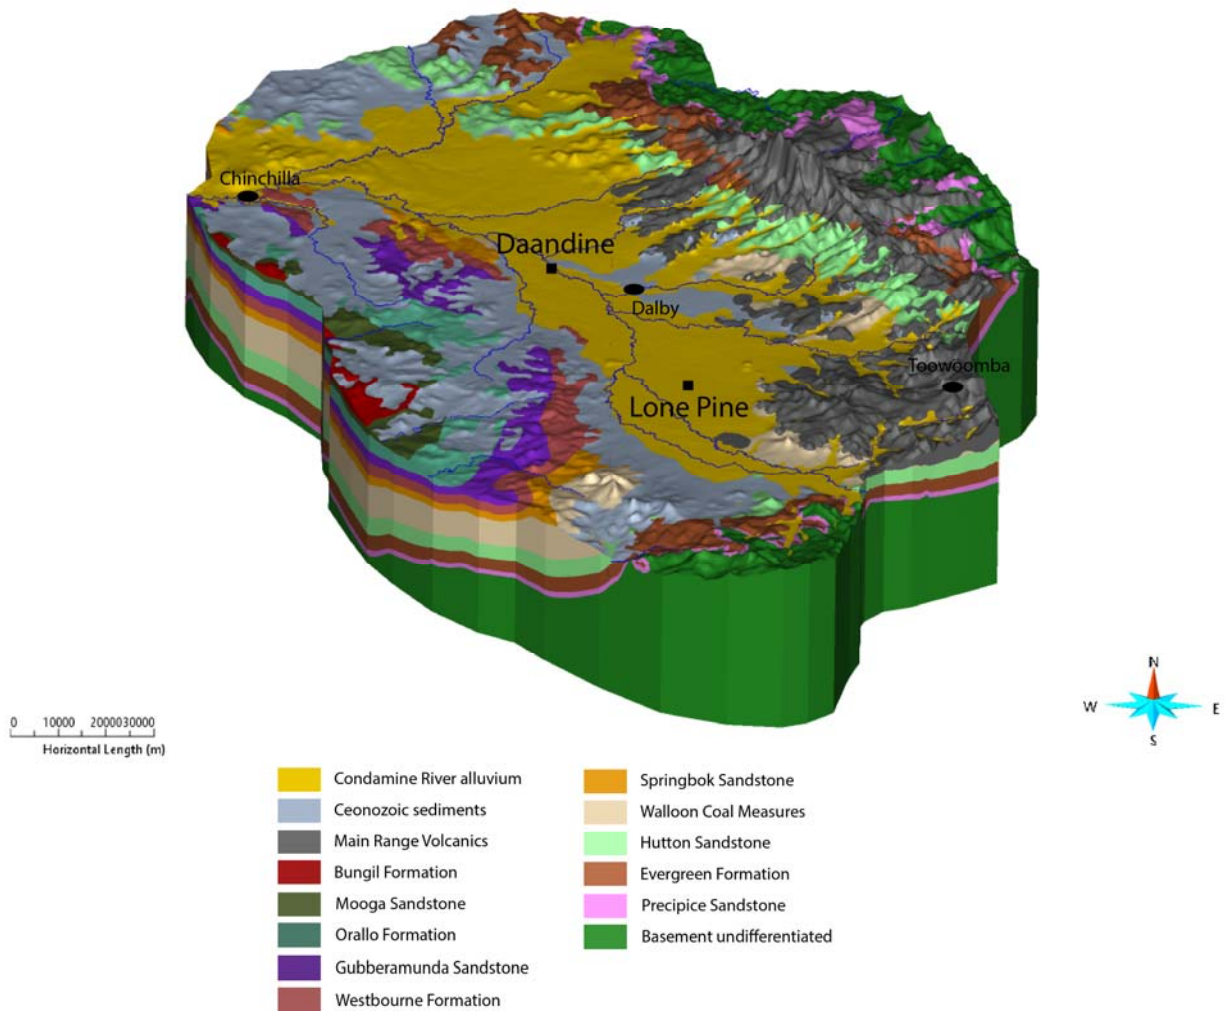 Chinchilla
Daandine
Dalby
Toowoomba
Lone Pine
N
W E
S
0 10000 2000030000
Horizontal Length (m)
Condamine River alluvium
Ceonozoic sediments
Main Range Volcanics
Bungil Formation
Mooga Sandstone
Orallo Formation
Gubberamunda Sandstone
Westbourne Formation
Springbok Sandstone
Walloon Coal Measures
Hutton Sandstone
Evergreen Formation
Precipice Sandstone
Basement undifferentiated